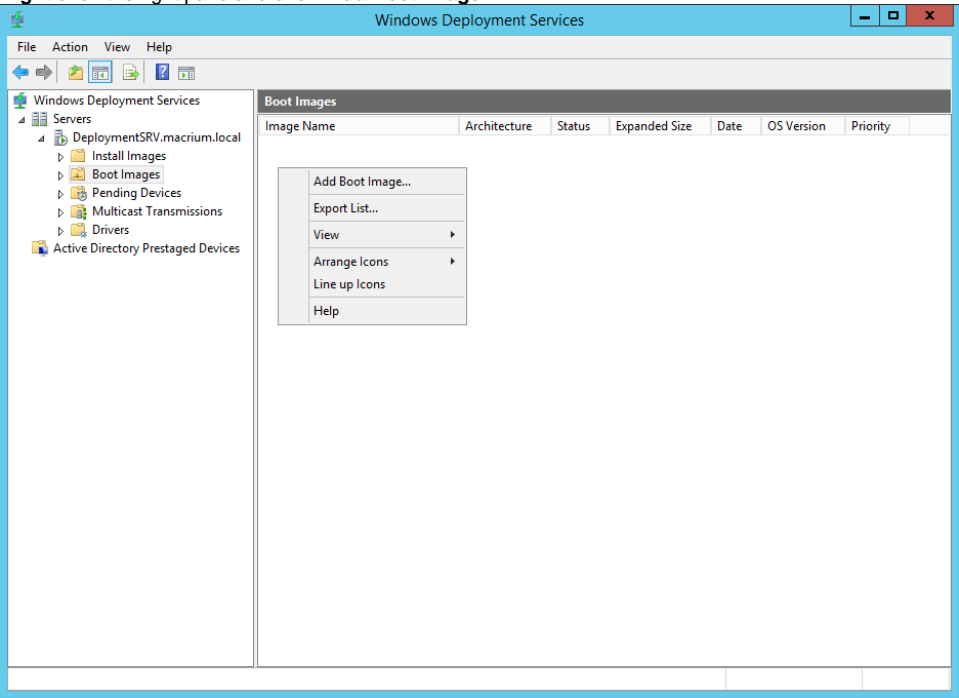 Windows Deployment Services
File Action View Help
Windows Deployment Services
Servers
DeploymentSRV.macrium.local
Install Images
Boot Images
Pending Devices
Multicast Transmissions
Drivers
Active Directory Prestaged Devices
Boot Images
Image Name Architecture Status Expanded Size Date OS Version Priority
Add Boot Image...
Export List...
View
Arrange Icons
Line up Icons
Help